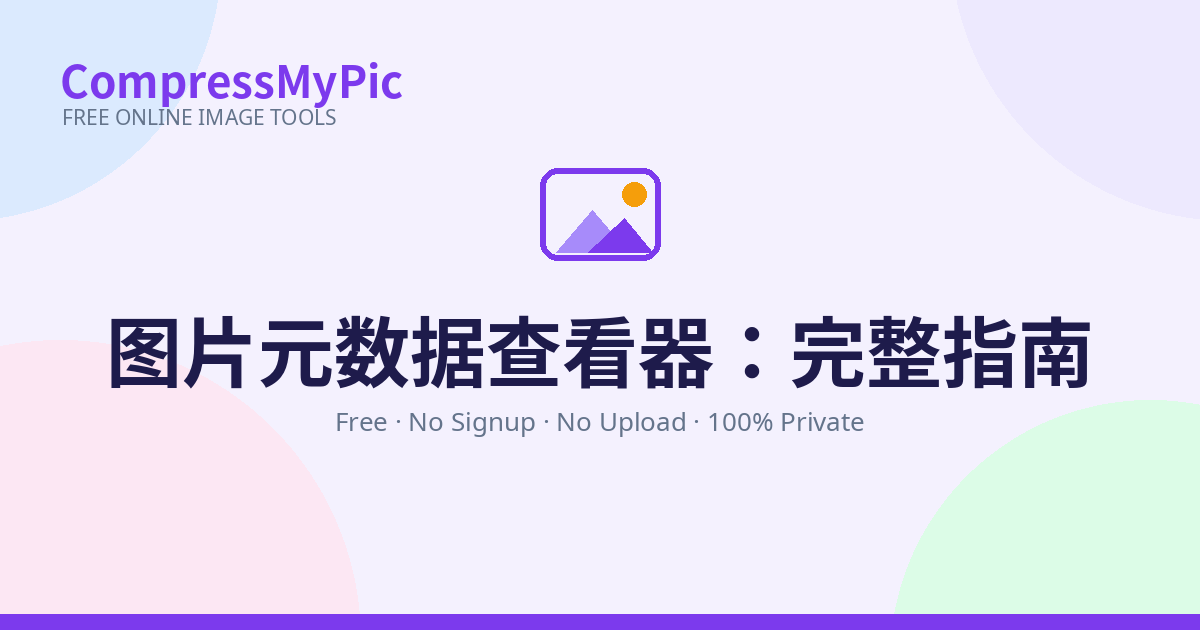 CompressMyPic
FREE ONLINE IMAGE TOOLS
图片元数据查看器：完整指南
Free · No Signup · No Upload · 100% Private